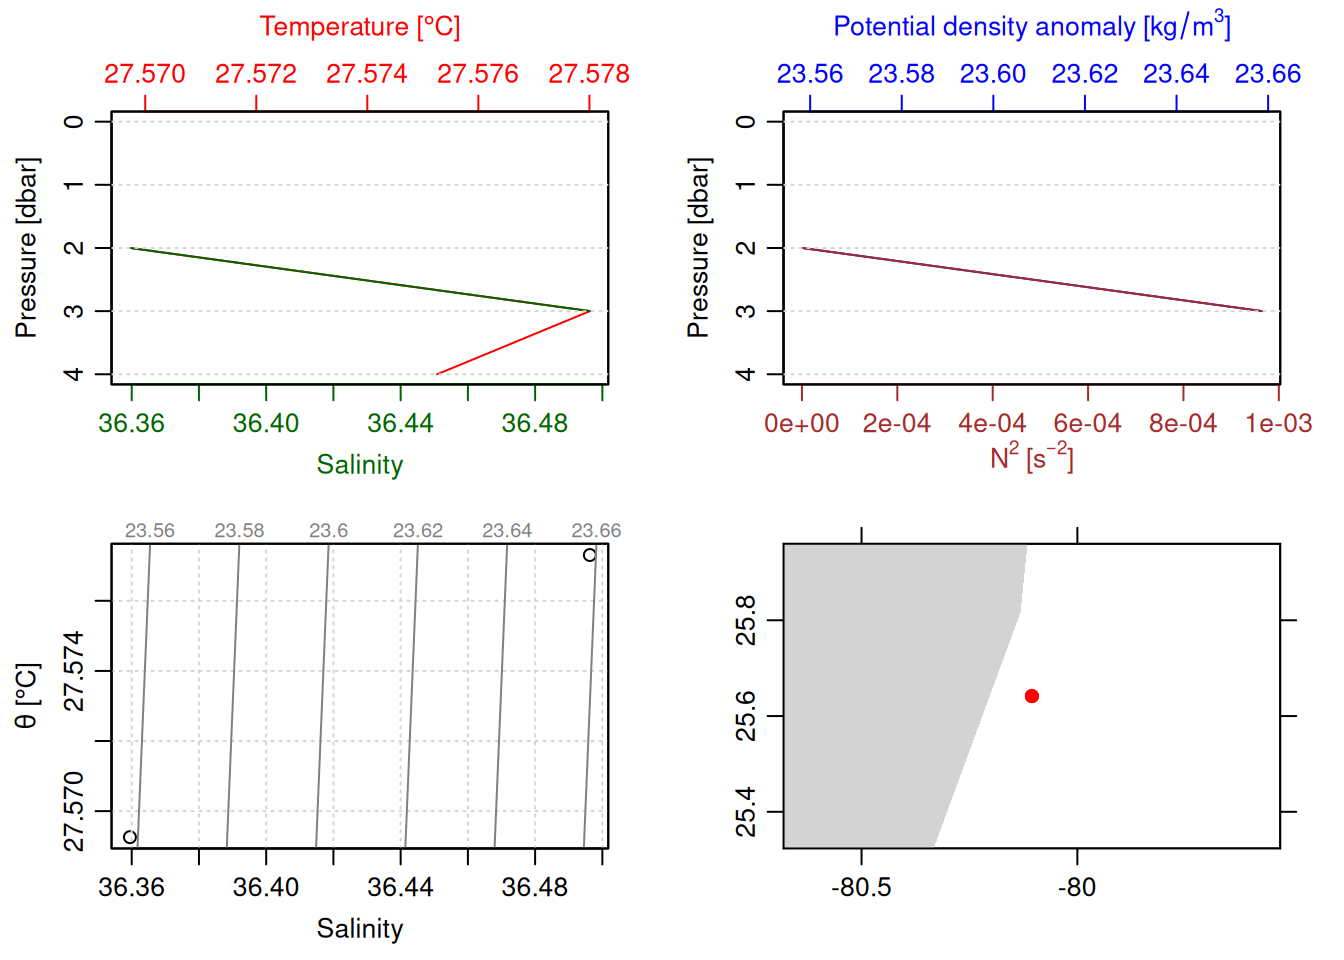 Temperature [°C]
27.570 27.572 27.574 27.576 27.578
0
1
2
3
4
Pressure [dbar]
36.36 36.40 36.44 36.48
Salinity
Potential density anomaly [kg/m³]
23.56 23.58 23.60 23.62 23.64 23.66
0
1
2
3
4
Pressure [dbar]
0e+00 2e-04 4e-04 6e-04 8e-04 1e-03
N² [s⁻²]
23.56 23.58 23.6 23.62 23.64 23.66
27.574
27.570
θ [°C]
36.36 36.40 36.44 36.48
Salinity
25.8
25.6
25.4
-80.5 -80